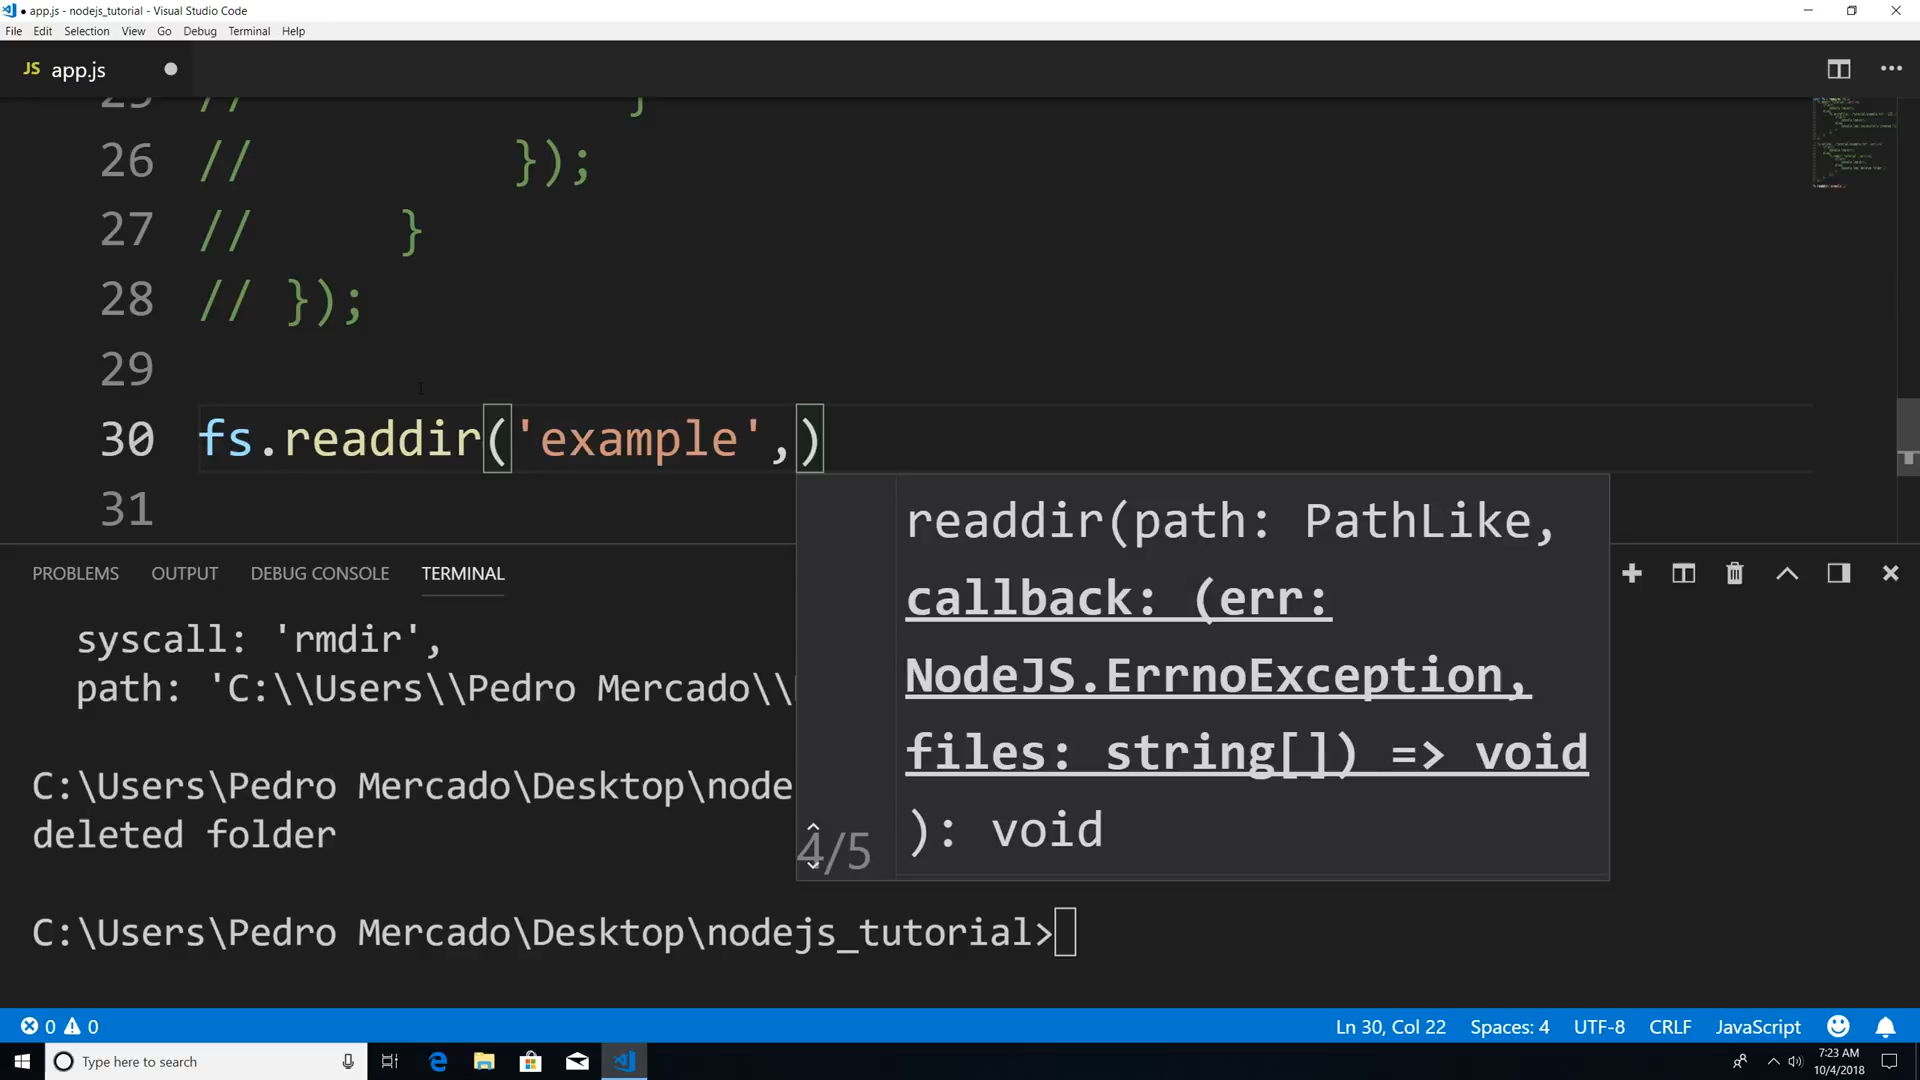 app.js - nodejs_tutorial - Visual Studio Code
File Edit Selection View Go Debug Terminal Help
JS app.js
25 // }
26 // });
27 // }
28 // });
29
30 fs.readdir('example',)
31
readdir(path: PathLike,
callback: (err:
NodeJS.ErrnoException,
files: string[]) => void
): void
4/5
PROBLEMS OUTPUT DEBUG CONSOLE TERMINAL
syscall: 'rmdir',
path: 'C:\\Users\\Pedro Mercado\\
C:\Users\Pedro Mercado\Desktop\node
deleted folder
C:\Users\Pedro Mercado\Desktop\nodejs_tutorial>
0 0 Ln 30, Col 22 Spaces: 4 UTF-8 CRLF JavaScript
Type here to search
7:23 AM
10/4/2018